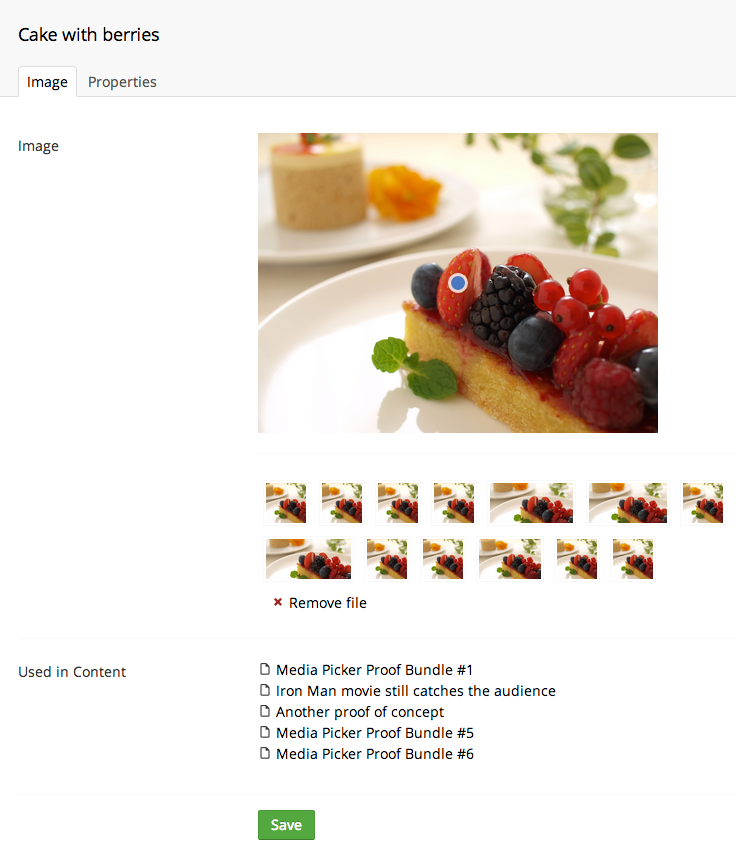 Cake with berries
Image Properties
Image
Remove file
Used in Content
Media Picker Proof Bundle #1
Iron Man movie still catches the audience
Another proof of concept
Media Picker Proof Bundle #5
Media Picker Proof Bundle #6
Save